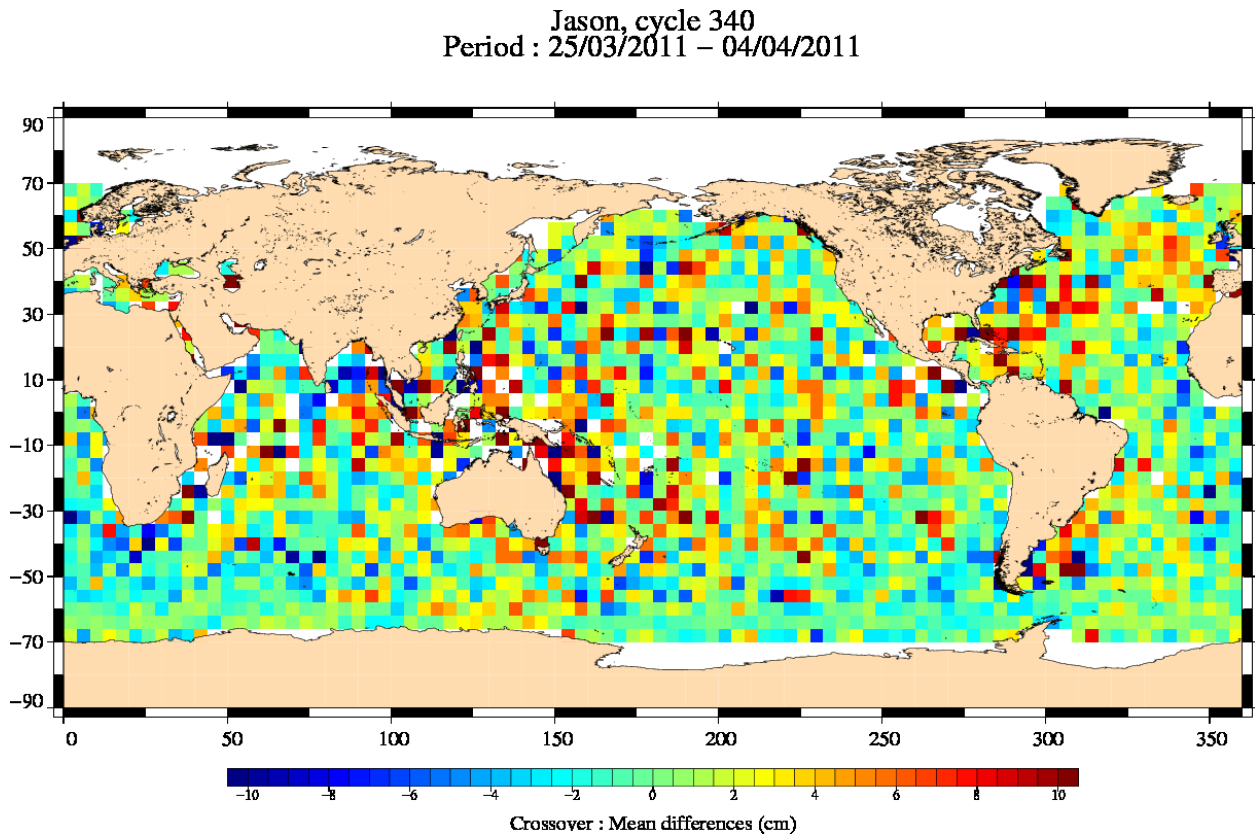 Jason, cycle 340
Period : 25/03/2011 − 04/04/2011
90
70
50
30
10
−10
−30
−50
−70
−90
0 50 100 150 200 250 300 350
−10 −8 −6 −4 −2 0 2 4 6 8 10
Crossover : Mean differences (cm)